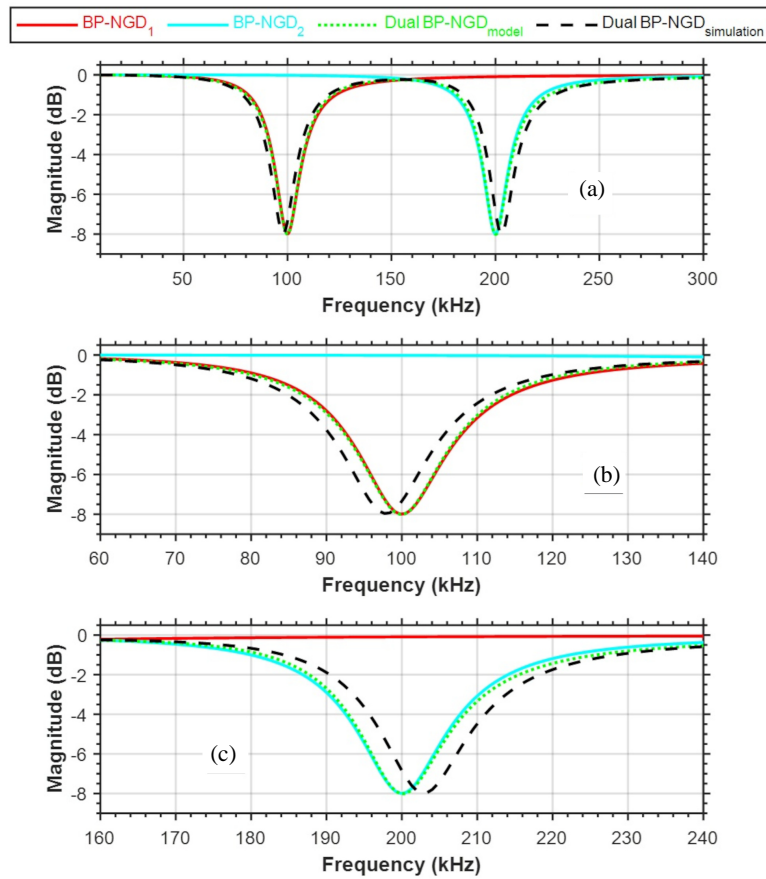 BP-NGD1 BP-NGD2 Dual BP-NGDmodel Dual BP-NGDsimulation
0
-2
-4
-6
-8
Magnitude (dB)
(a)
50 100 150 200 250 300
Frequency (kHz)
0
-2
-4
-6
-8
Magnitude (dB)
(b)
60 70 80 90 100 110 120 130 140
Frequency (kHz)
0
-2
-4
-6
-8
Magnitude (dB)
(c)
160 170 180 190 200 210 220 230 240
Frequency (kHz)